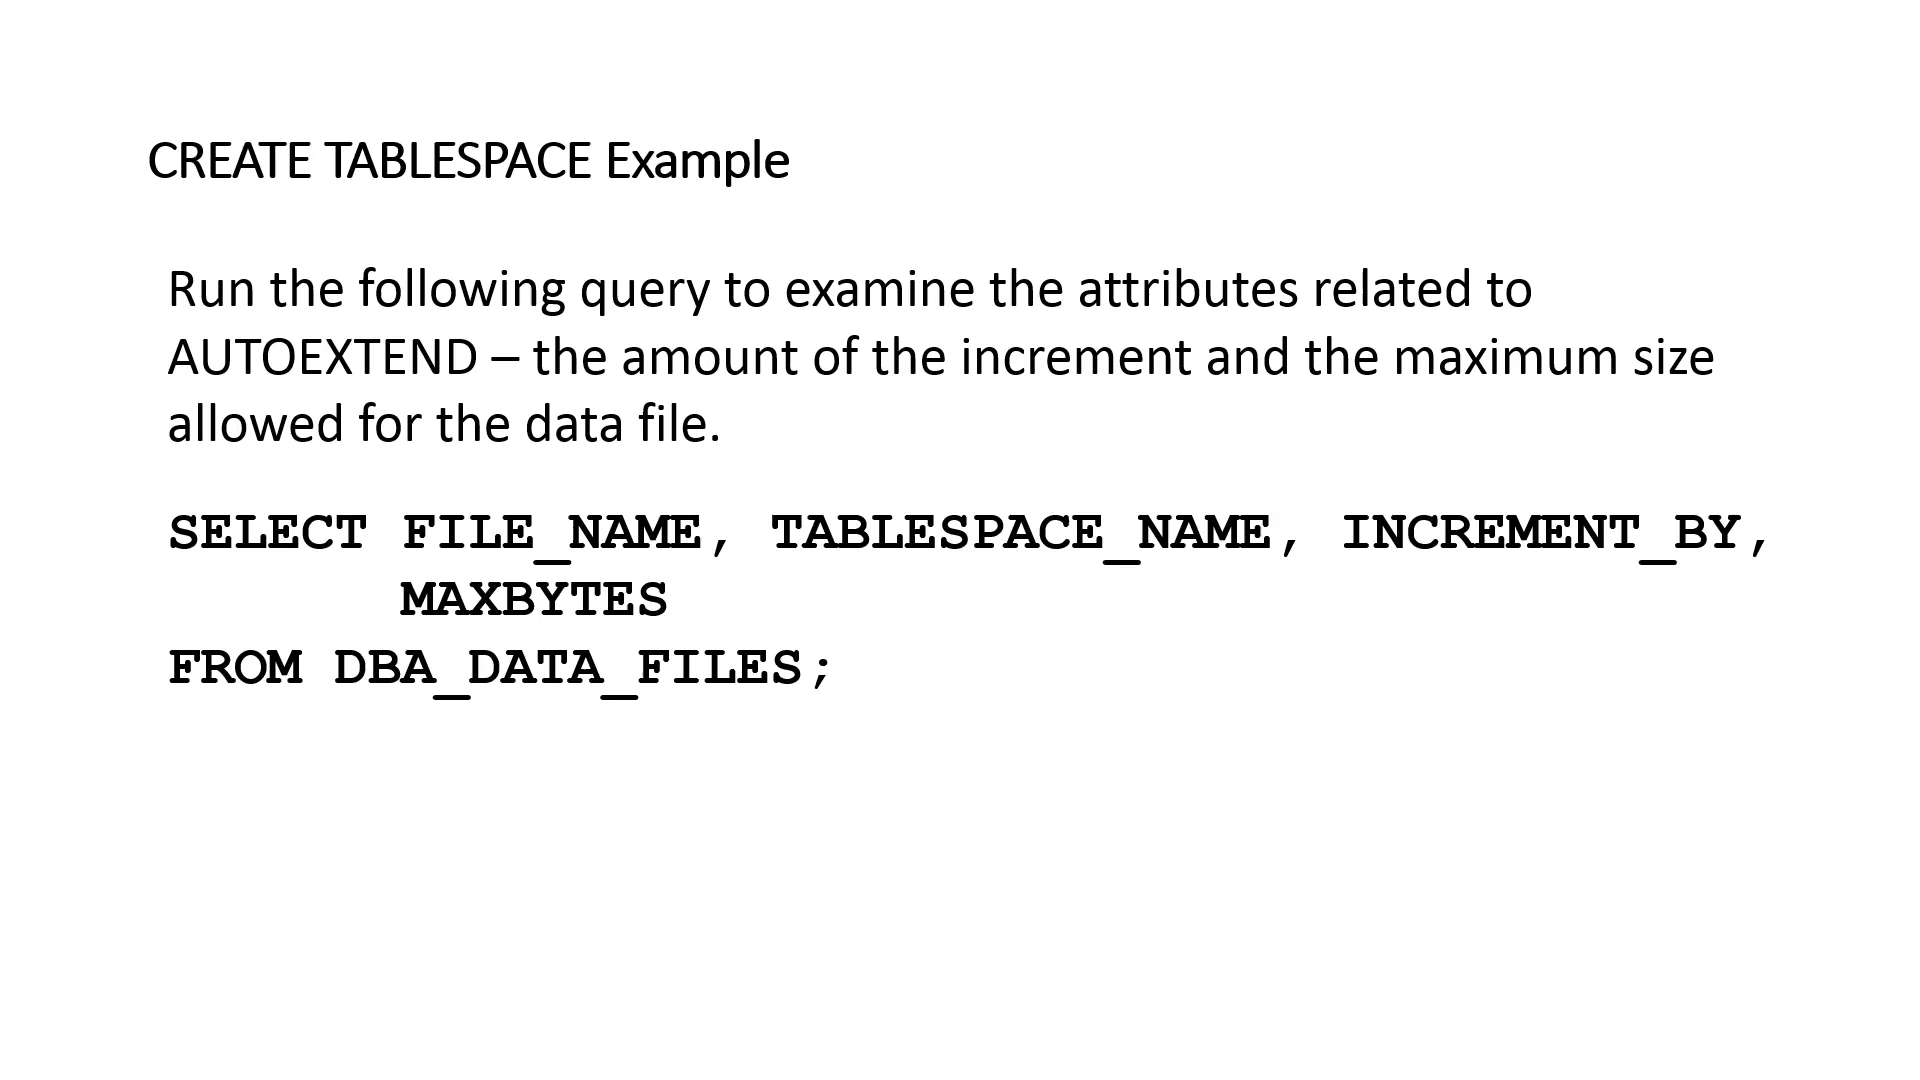 CREATE TABLESPACE Example
Run the following query to examine the attributes related to
AUTOEXTEND – the amount of the increment and the maximum size
allowed for the data file.
SELECT FILE_NAME, TABLESPACE_NAME, INCREMENT_BY,
       MAXBYTES
FROM DBA_DATA_FILES;